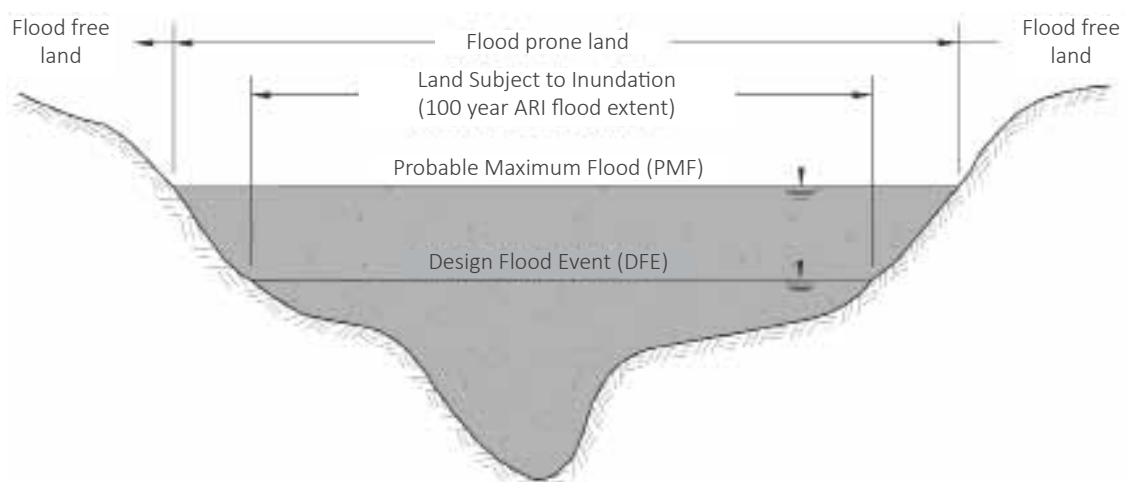 Flood free
land
Flood prone land
Flood free
land
Land Subject to Inundation
(100 year ARI flood extent)
Probable Maximum Flood (PMF)
Design Flood Event (DFE)